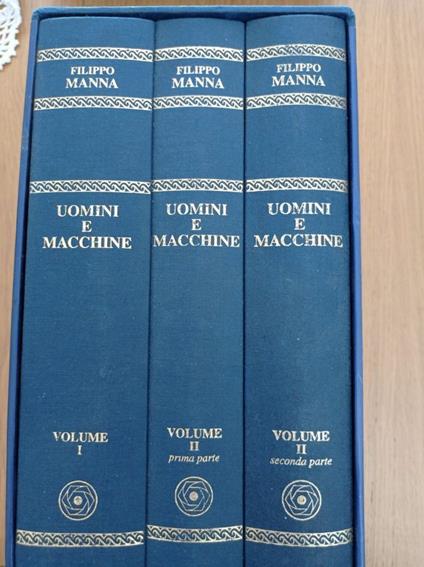 FILIPPO
MANNA
UOMINI
E
MACCHINE
VOLUME
I
FILIPPO
MANNA
UOMINI
E
MACCHINE
VOLUME
II
prima parte
FILIPPO
MANNA
UOMINI
E
MACCHINE
VOLUME
II
seconda parte